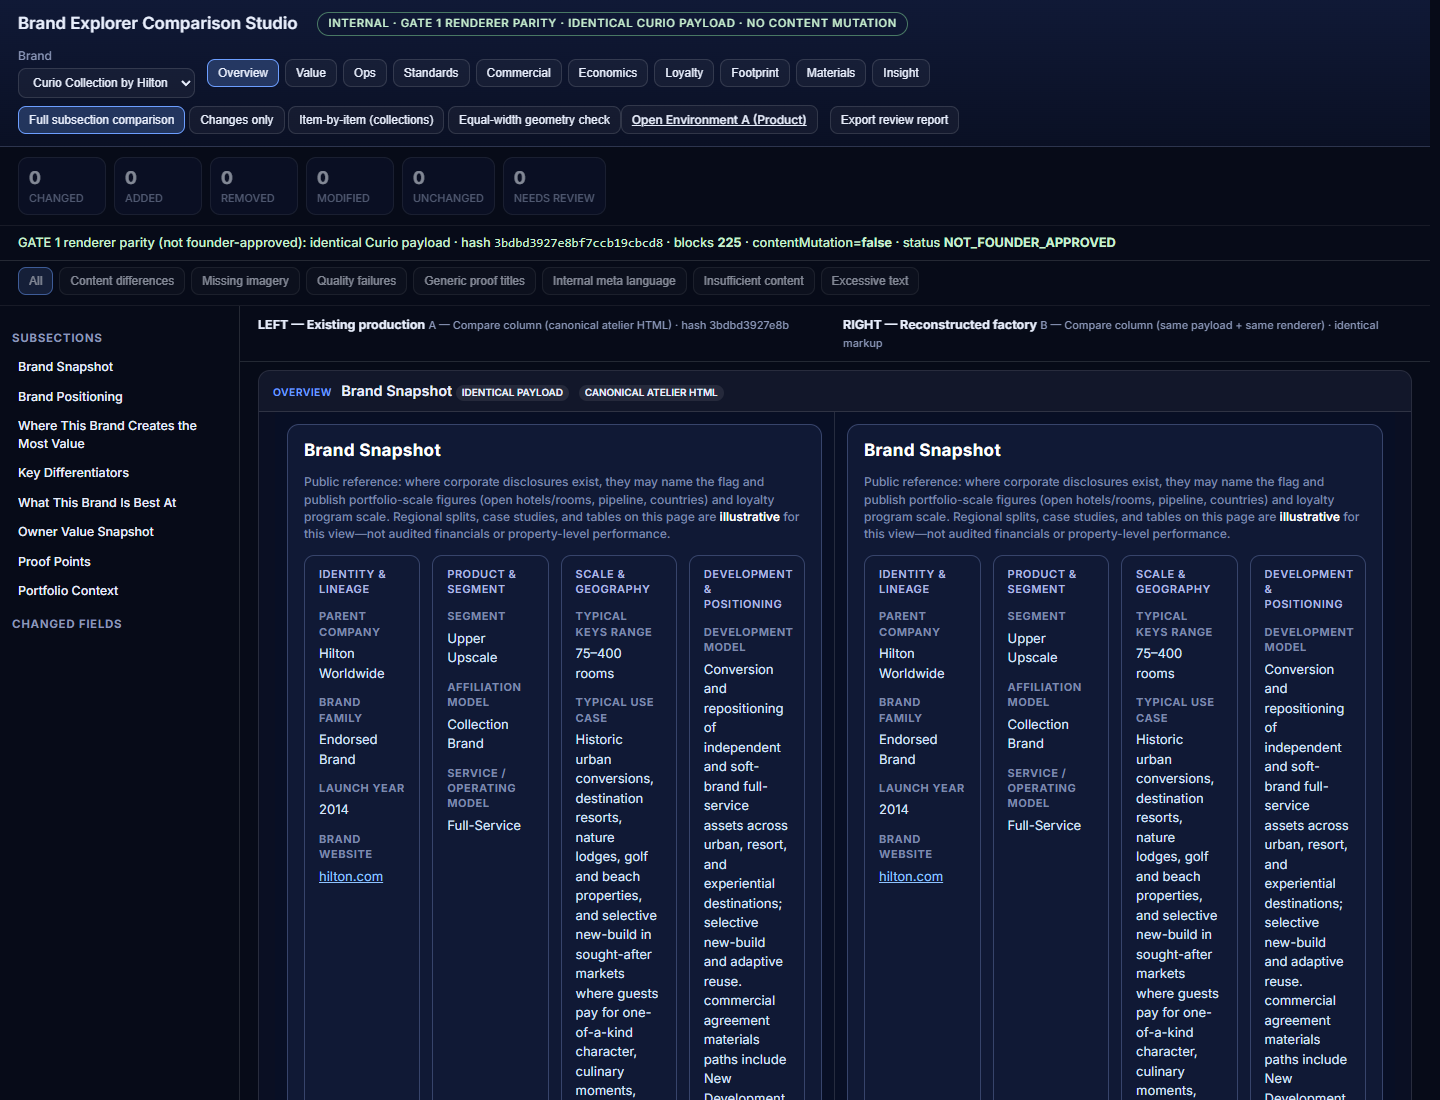 Brand Explorer Comparison Studio
INTERNAL · GATE 1 RENDERER PARITY · IDENTICAL CURIO PAYLOAD · NO CONTENT MUTATION
Brand
Curio Collection by Hilton
Overview
Value
Ops
Standards
Commercial
Economics
Loyalty
Footprint
Materials
Insight
Full subsection comparison
Changes only
Item-by-item (collections)
Equal-width geometry check
Open Environment A (Product)
Export review report
0
CHANGED
0
ADDED
0
REMOVED
0
MODIFIED
0
UNCHANGED
0
NEEDS REVIEW
GATE 1 renderer parity (not founder-approved): identical Curio payload · hash 3bdbd3927e8bf7ccb19cbcd8 · blocks 225 · contentMutation=false · status NOT_FOUNDER_APPROVED
All
Content differences
Missing imagery
Quality failures
Generic proof titles
Internal meta language
Insufficient content
Excessive text
SUBSECTIONS
Brand Snapshot
Brand Positioning
Where This Brand Creates the
Most Value
Key Differentiators
What This Brand Is Best At
Owner Value Snapshot
Proof Points
Portfolio Context
CHANGED FIELDS
LEFT — Existing production A — Compare column (canonical atelier HTML) · hash 3bdbd3927e8b
RIGHT — Reconstructed factory B — Compare column (same payload + same renderer) · identical
markup
OVERVIEW Brand Snapshot IDENTICAL PAYLOAD CANONICAL ATELIER HTML
Brand Snapshot
Public reference: where corporate disclosures exist, they may name the flag and
publish portfolio-scale figures (open hotels/rooms, pipeline, countries) and loyalty
program scale. Regional splits, case studies, and tables on this page are illustrative for
this view—not audited financials or property-level performance.
IDENTITY &
LINEAGE
PARENT
COMPANY
Hilton
Worldwide
BRAND
FAMILY
Endorsed
Brand
LAUNCH YEAR
2014
BRAND
WEBSITE
hilton.com
PRODUCT &
SEGMENT
SEGMENT
Upper
Upscale
AFFILIATION
MODEL
Collection
Brand
SERVICE /
OPERATING
MODEL
Full-Service
SCALE &
GEOGRAPHY
TYPICAL
KEYS RANGE
75–400
rooms
TYPICAL USE
CASE
Historic
urban
conversions,
destination
resorts,
nature
lodges, golf
and beach
properties,
and selective
new-build in
sought-after
markets
where guests
pay for one-
of-a-kind
character,
culinary
moments,
DEVELOPMENT
&
POSITIONING
DEVELOPMENT
MODEL
Conversion
and
repositioning
of
independent
and soft-
brand full-
service
assets across
urban, resort,
and
experiential
destinations;
selective
new-build
and adaptive
reuse.
commercial
agreement
materials
paths include
New
Development
Brand Snapshot
Public reference: where corporate disclosures exist, they may name the flag and
publish portfolio-scale figures (open hotels/rooms, pipeline, countries) and loyalty
program scale. Regional splits, case studies, and tables on this page are illustrative for
this view—not audited financials or property-level performance.
IDENTITY &
LINEAGE
PARENT
COMPANY
Hilton
Worldwide
BRAND
FAMILY
Endorsed
Brand
LAUNCH YEAR
2014
BRAND
WEBSITE
hilton.com
PRODUCT &
SEGMENT
SEGMENT
Upper
Upscale
AFFILIATION
MODEL
Collection
Brand
SERVICE /
OPERATING
MODEL
Full-Service
SCALE &
GEOGRAPHY
TYPICAL
KEYS RANGE
75–400
rooms
TYPICAL USE
CASE
Historic
urban
conversions,
destination
resorts,
nature
lodges, golf
and beach
properties,
and selective
new-build in
sought-after
markets
where guests
pay for one-
of-a-kind
character,
culinary
moments,
DEVELOPMENT
&
POSITIONING
DEVELOPMENT
MODEL
Conversion
and
repositioning
of
independent
and soft-
brand full-
service
assets across
urban, resort,
and
experiential
destinations;
selective
new-build
and adaptive
reuse.
commercial
agreement
materials
paths include
New
Development